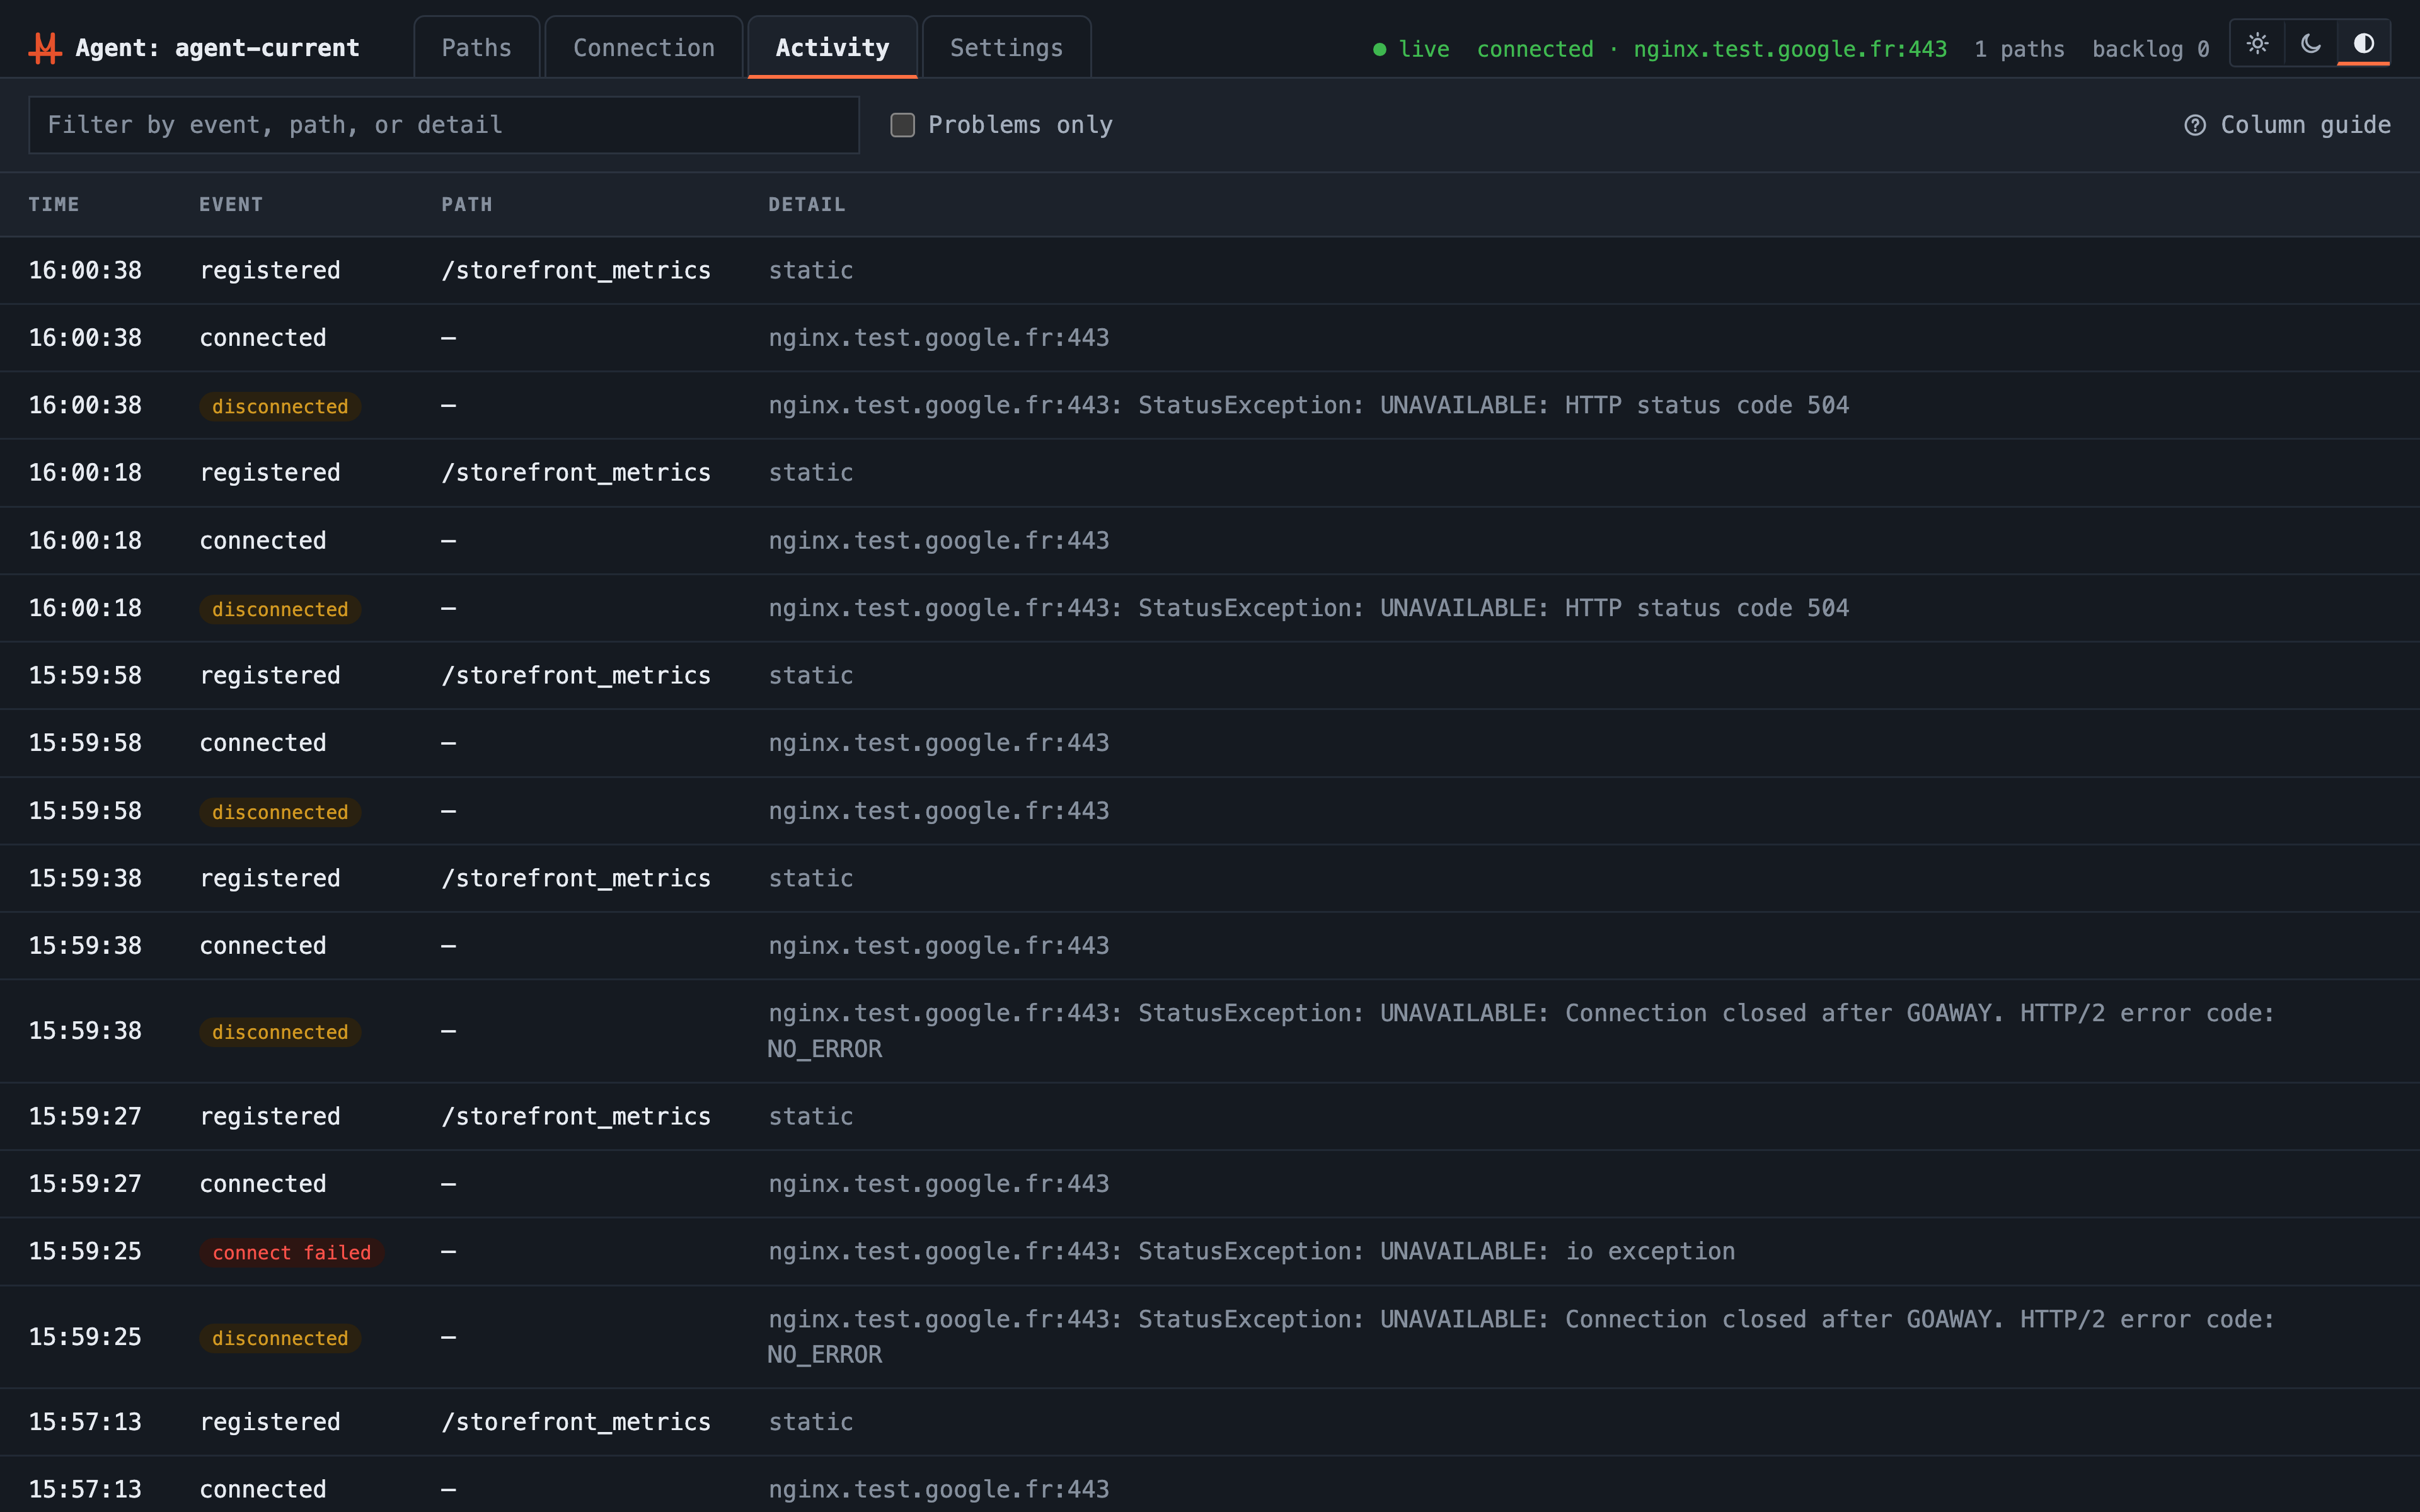 Agent: agent-current Paths Connection Activity Settings live connected · nginx.test.google.fr:443 1 paths backlog 0
Filter by event, path, or detail Problems only Column guide
TIME EVENT PATH DETAIL
16:00:38 registered /storefront_metrics static
16:00:38 connected — nginx.test.google.fr:443
16:00:38 disconnected — nginx.test.google.fr:443: StatusException: UNAVAILABLE: HTTP status code 504
16:00:18 registered /storefront_metrics static
16:00:18 connected — nginx.test.google.fr:443
16:00:18 disconnected — nginx.test.google.fr:443: StatusException: UNAVAILABLE: HTTP status code 504
15:59:58 registered /storefront_metrics static
15:59:58 connected — nginx.test.google.fr:443
15:59:58 disconnected — nginx.test.google.fr:443
15:59:38 registered /storefront_metrics static
15:59:38 connected — nginx.test.google.fr:443
15:59:38 disconnected — nginx.test.google.fr:443: StatusException: UNAVAILABLE: Connection closed after GOAWAY. HTTP/2 error code:
NO_ERROR
15:59:27 registered /storefront_metrics static
15:59:27 connected — nginx.test.google.fr:443
15:59:25 connect failed — nginx.test.google.fr:443: StatusException: UNAVAILABLE: io exception
15:59:25 disconnected — nginx.test.google.fr:443: StatusException: UNAVAILABLE: Connection closed after GOAWAY. HTTP/2 error code:
NO_ERROR
15:57:13 registered /storefront_metrics static
15:57:13 connected — nginx.test.google.fr:443